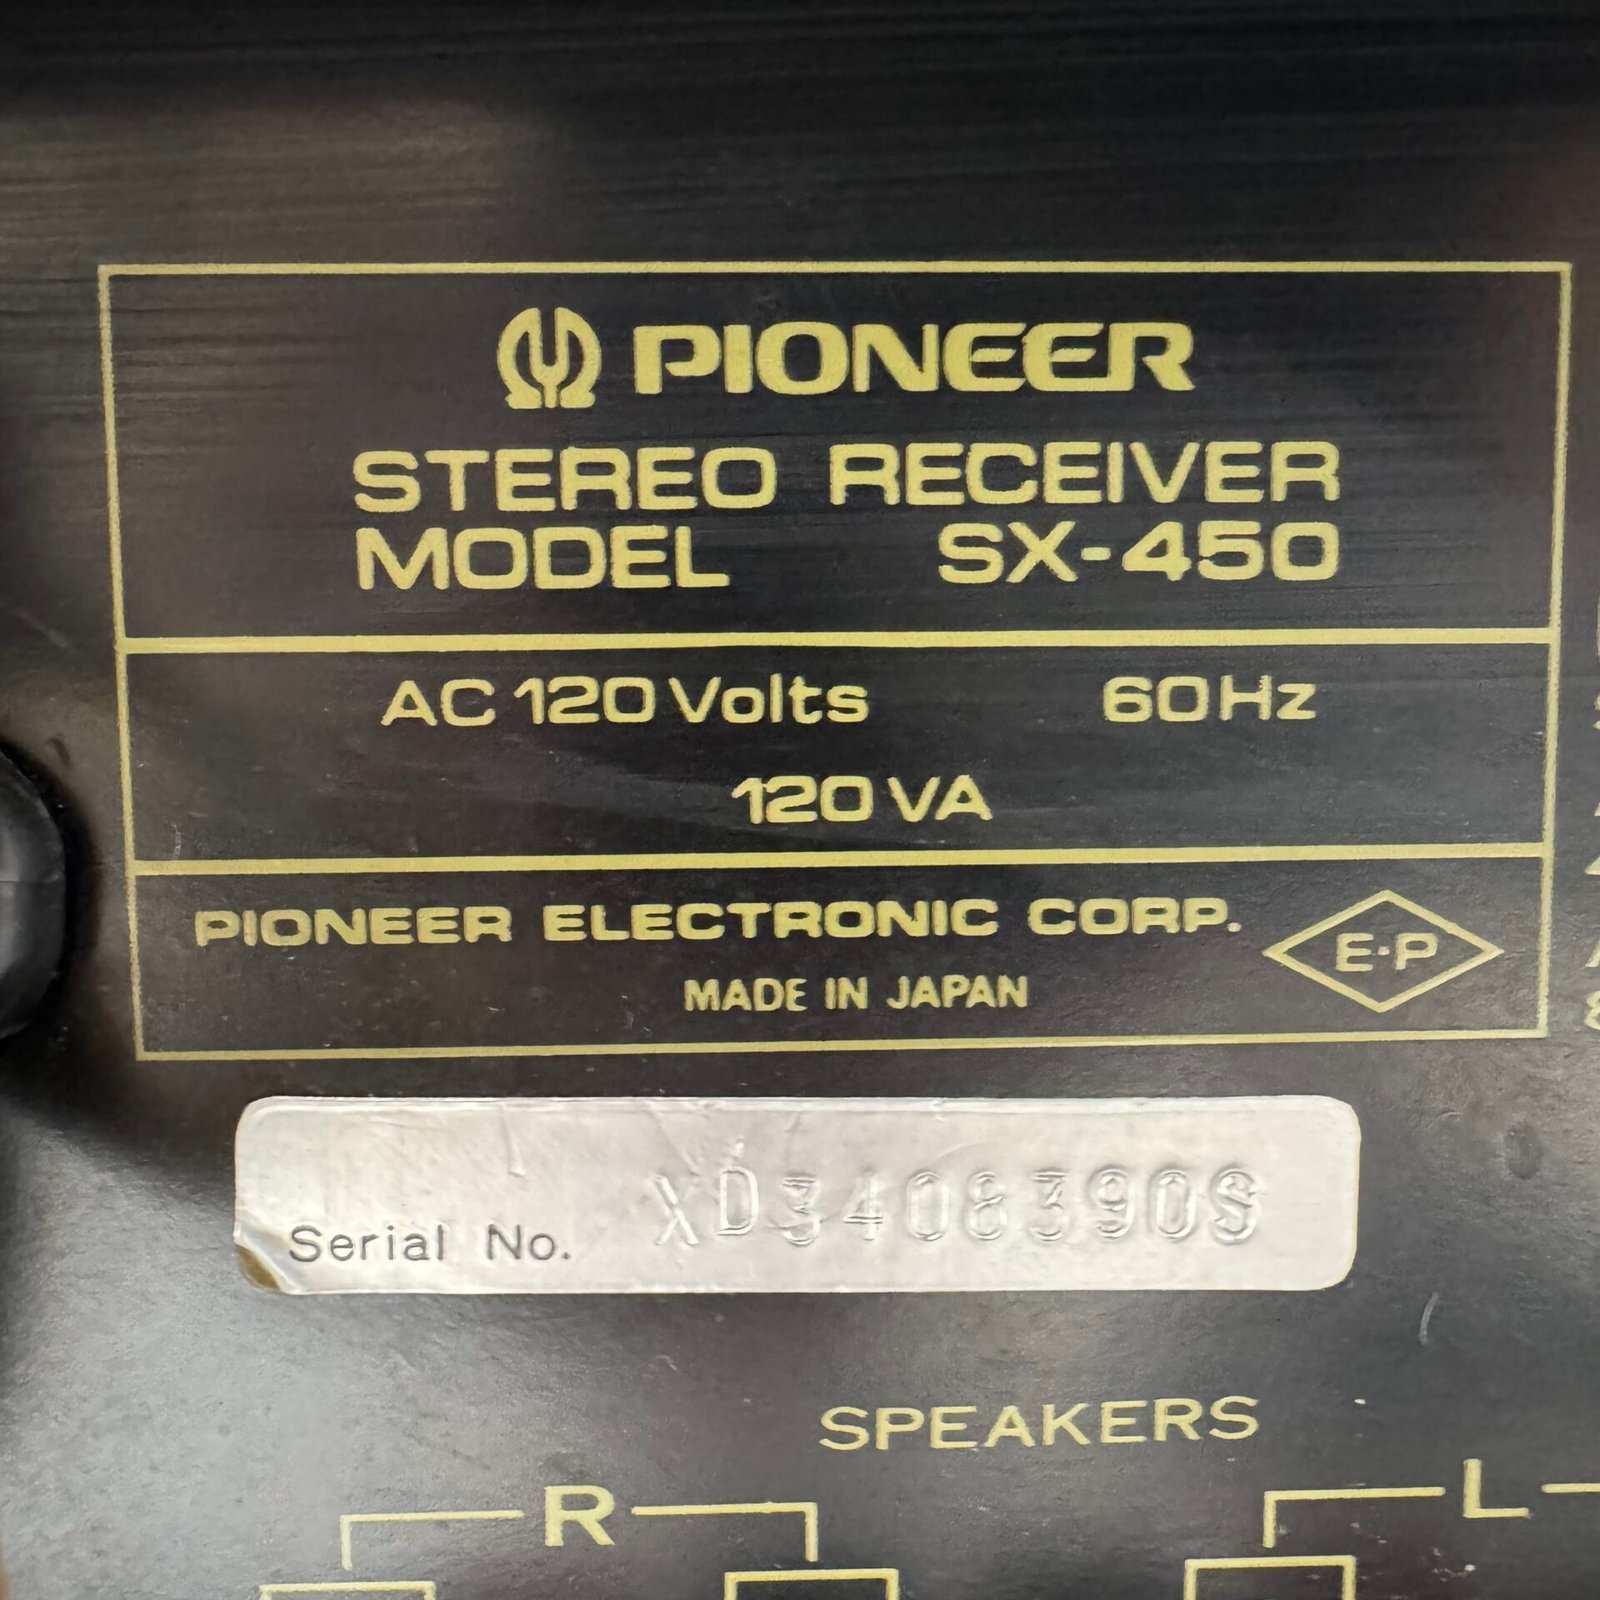 PIONEER
STEREO RECEIVER
MODEL SX-450
AC 120 Volts 60Hz
120 VA
PIONEER ELECTRONIC CORP.
E·P
MADE IN JAPAN
Serial No. XD3408390S
SPEAKERS
R L